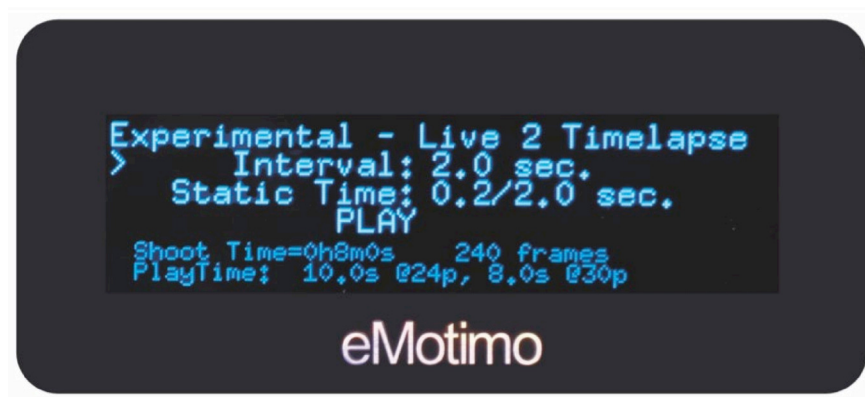 Experimental - Live 2 Timelapse
> Interval: 2.0 sec.
Static Time: 0.2/2.0 sec.
PLAY
Shoot Time=0h8m0s 240 frames
PlayTime: 10.0s @24p, 8.0s @30p
eMotimo